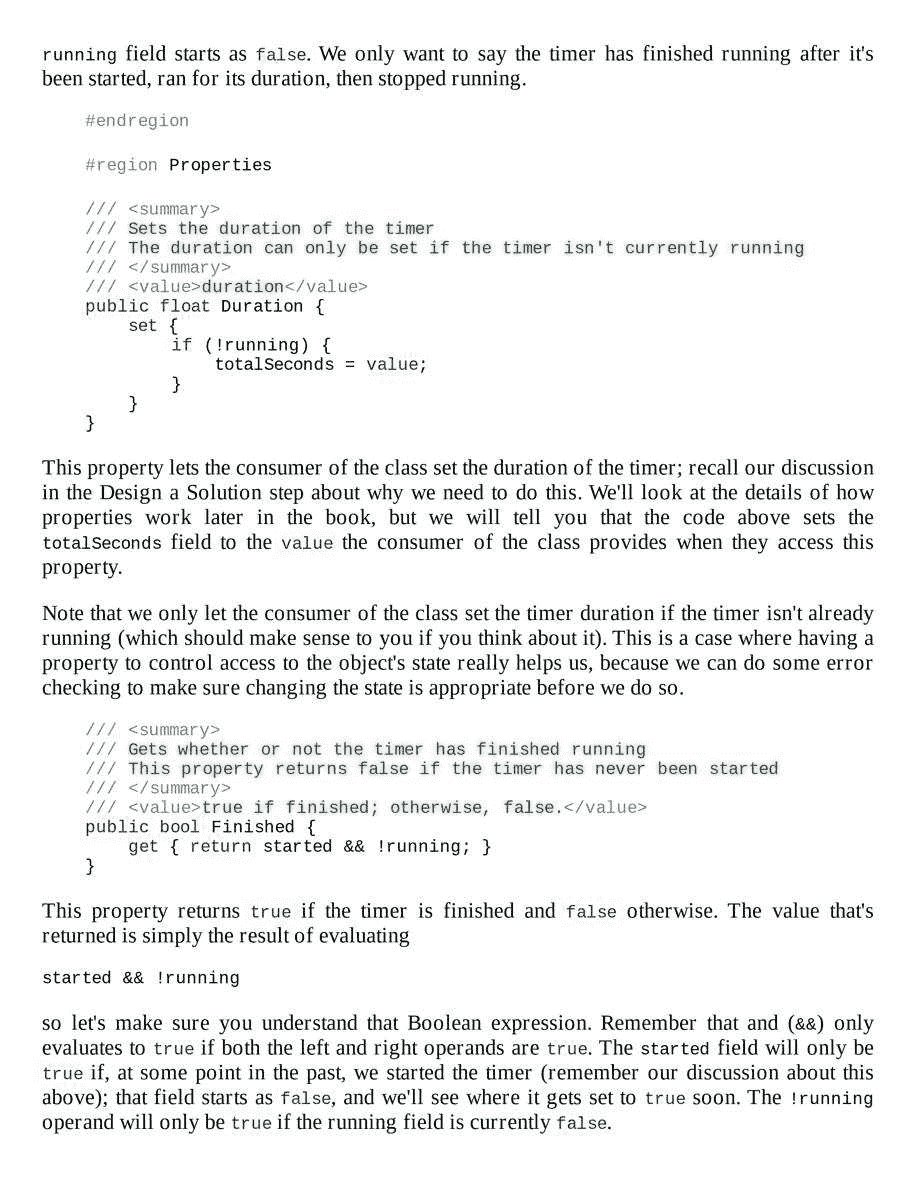 running field starts as false. We only want to say the timer has finished running after it's
been started, ran for its duration, then stopped running.
#endregion
#region Properties
/// <summary>
/// Sets the duration of the timer
/// The duration can only be set if the timer isn't currently running
/// </summary>
/// <value>duration</value>
public float Duration {
    set {
        if (!running) {
            totalSeconds = value;
        }
    }
}
This property lets the consumer of the class set the duration of the timer; recall our discussion
in the Design a Solution step about why we need to do this. We'll look at the details of how
properties work later in the book, but we will tell you that the code above sets the
totalSeconds field to the value the consumer of the class provides when they access this
property.
Note that we only let the consumer of the class set the timer duration if the timer isn't already
running (which should make sense to you if you think about it). This is a case where having a
property to control access to the object's state really helps us, because we can do some error
checking to make sure changing the state is appropriate before we do so.
/// <summary>
/// Gets whether or not the timer has finished running
/// This property returns false if the timer has never been started
/// </summary>
/// <value>true if finished; otherwise, false.</value>
public bool Finished {
    get { return started && !running; }
}
This property returns true if the timer is finished and false otherwise. The value that's
returned is simply the result of evaluating
started && !running
so let's make sure you understand that Boolean expression. Remember that and (&&) only
evaluates to true if both the left and right operands are true. The started field will only be
true if, at some point in the past, we started the timer (remember our discussion about this
above); that field starts as false, and we'll see where it gets set to true soon. The !running
operand will only be true if the running field is currently false.